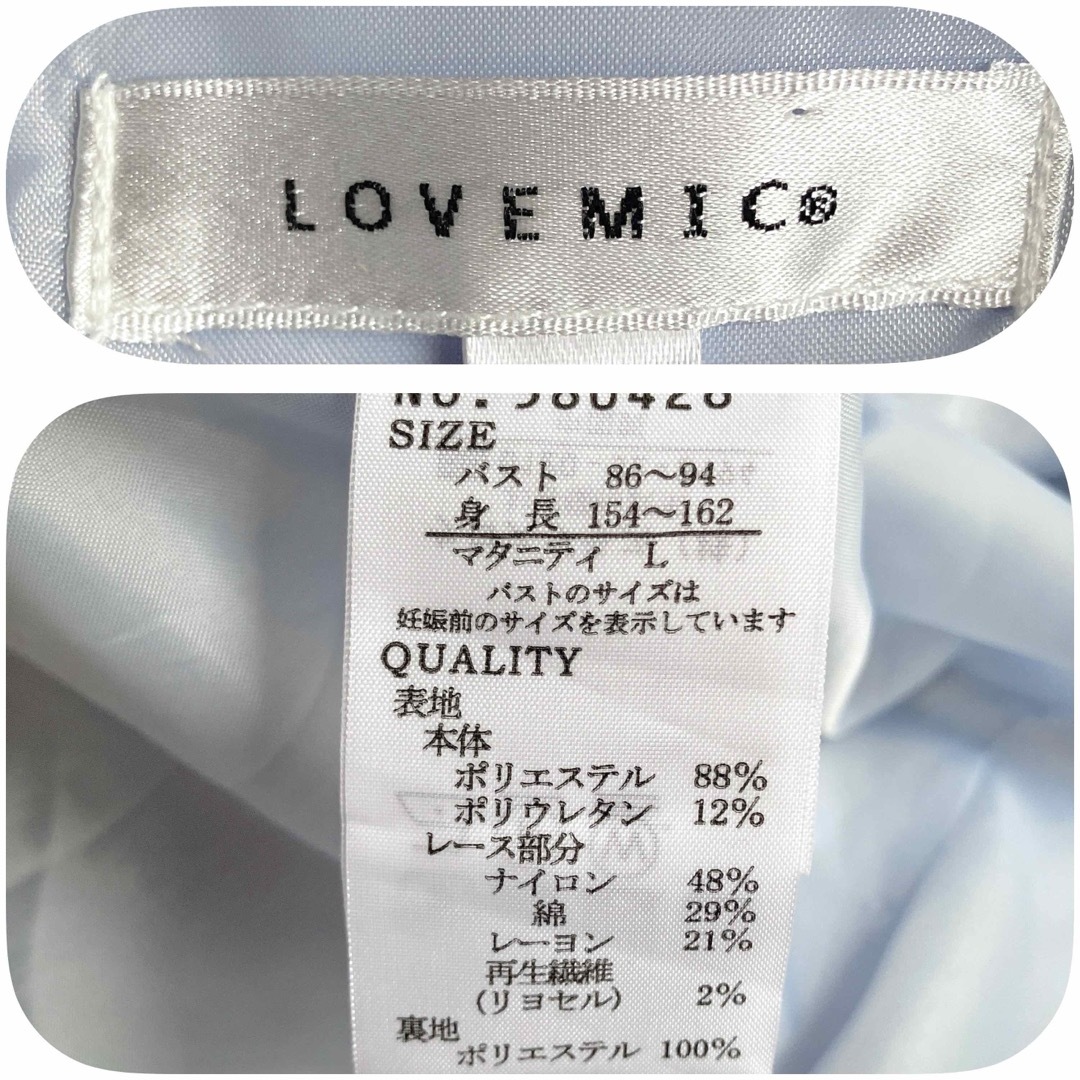 LOVEMIC®
NO. 580428
SIZE
バスト 86〜94
身 長 154〜162
マタニティ L
バストのサイズは
妊娠前のサイズを表示しています
QUALITY
表地
本体
ポリエステル 88%
ポリウレタン 12%
レース部分
ナイロン 48%
綿 29%
レーヨン 21%
再生繊維
(リヨセル) 2%
裏地
ポリエステル 100%